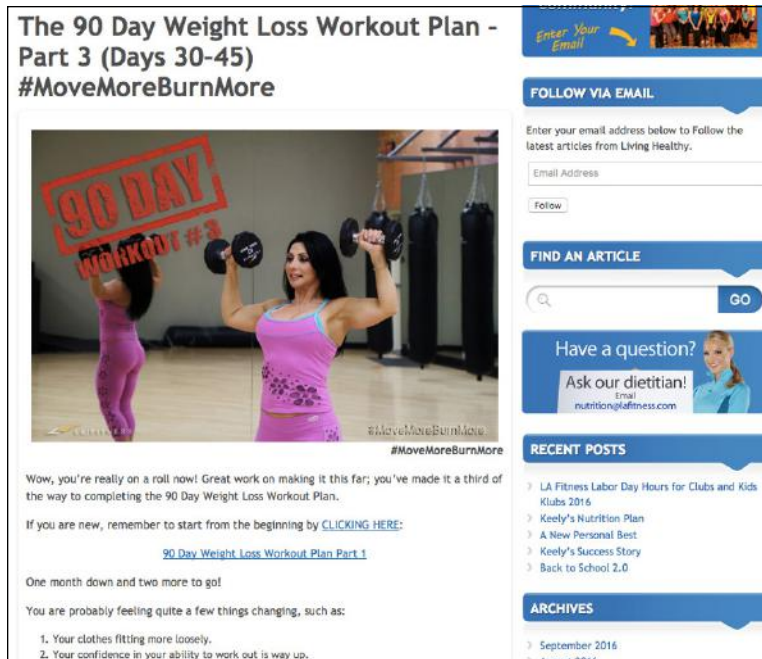 The 90 Day Weight Loss Workout Plan –
Part 3 (Days 30-45)
#MoveMoreBurnMore
90 DAY
WORKOUT #3
#MoveMoreBurnMore
#MoveMoreBurnMore
Wow, you're really on a roll now! Great work on making it this far; you've made it a third of
the way to completing the 90 Day Weight Loss Workout Plan.
If you are new, remember to start from the beginning by CLICKING HERE:
90 Day Weight Loss Workout Plan Part 1
One month down and two more to go!
You are probably feeling quite a few things changing, such as:
1. Your clothes fitting more loosely.
2. Your confidence in your ability to work out is way up.
Enter Your
Email
FOLLOW VIA EMAIL
Enter your email address below to Follow the
latest articles from Living Healthy.
Email Address
Follow
FIND AN ARTICLE
GO
Have a question?
Ask our dietitian!
Email
nutrition@lafitness.com
RECENT POSTS
LA Fitness Labor Day Hours for Clubs and Kids
Klubs 2016
Keely's Nutrition Plan
A New Personal Best
Keely's Success Story
Back to School 2.0
ARCHIVES
September 2016